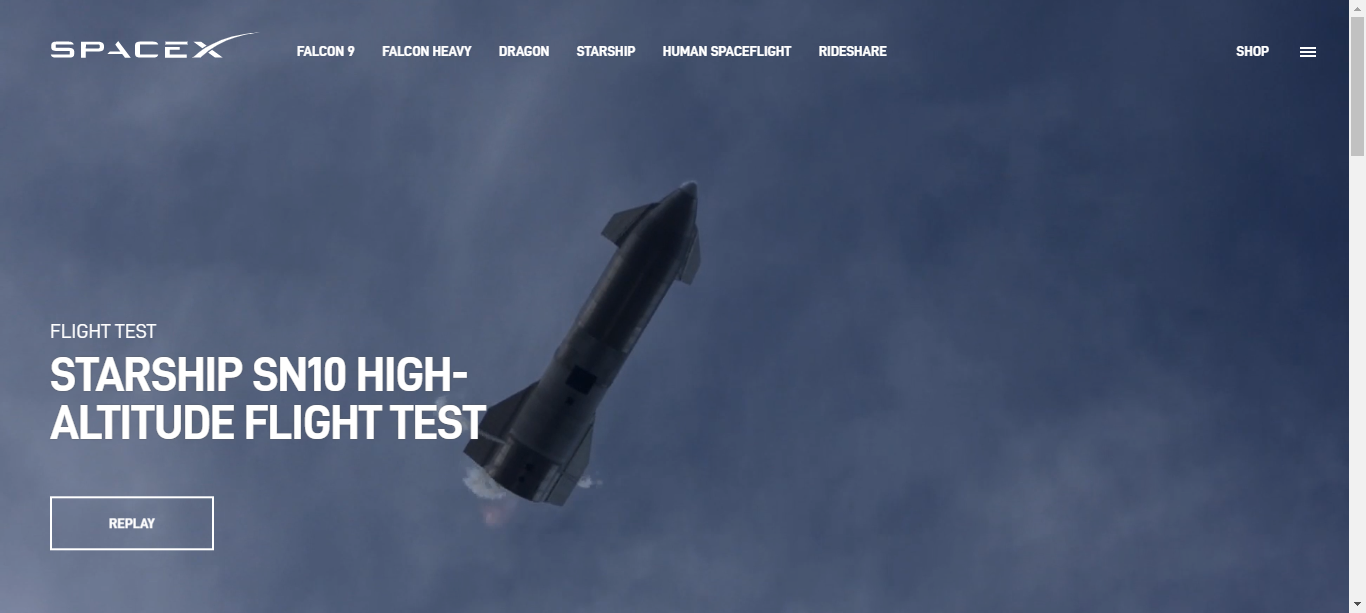 SPACEX FALCON 9 FALCON HEAVY DRAGON STARSHIP HUMAN SPACEFLIGHT RIDESHARE SHOP
FLIGHT TEST
STARSHIP SN10 HIGH-
ALTITUDE FLIGHT TEST
REPLAY